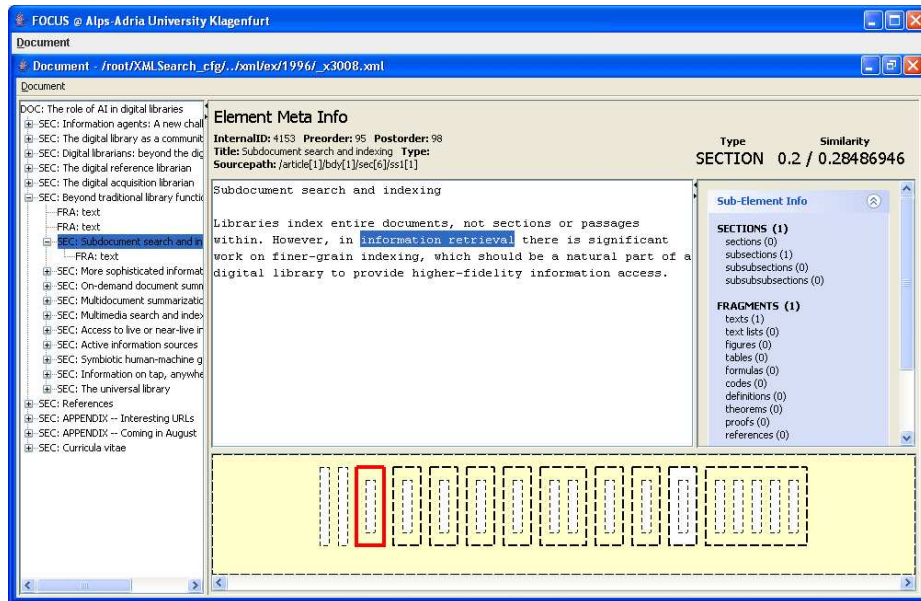 FOCUS @ Alps-Adria University Klagenfurt
Document
Document - /root/XMLSearch_cfg/../xml/ex/1996/_x3008.xml
Document
DOC: The role of AI in digital libraries
SEC: Information agents: A new chall
SEC: The digital library as a communit
SEC: Digital librarians: beyond the dig
SEC: The digital reference librarian
SEC: The digital acquisition librarian
SEC: Beyond traditional library functio
FRA: text
FRA: text
SEC: Subdocument search and in
FRA: text
SEC: More sophisticated informat
SEC: On-demand document summ
SEC: Multidocument summarizatic
SEC: Multimedia search and index
SEC: Access to live or near-live in
SEC: Active information sources
SEC: Symbiotic human-machine g
SEC: Information on tap, anywhe
SEC: The universal library
SEC: References
SEC: APPENDIX -- Interesting URLs
SEC: APPENDIX -- Coming in August
SEC: Curricula vitae
Element Meta Info
InternalID: 4153 Preorder: 95 Postorder: 98
Title: Subdocument search and indexing Type:
Sourcepath: /article[1]/bdy[1]/sec[6]/ss1[1]
Type Similarity
SECTION 0.2 / 0.28486946
Subdocument search and indexing
Libraries index entire documents, not sections or passages
within. However, in information retrieval there is significant
work on finer-grain indexing, which should be a natural part of a
digital library to provide higher-fidelity information access.
Sub-Element Info
SECTIONS (1)
sections (0)
subsections (1)
subsubsections (0)
subsubsubsections (0)
FRAGMENTS (1)
texts (1)
text lists (0)
figures (0)
tables (0)
formulas (0)
codes (0)
definitions (0)
theorems (0)
proofs (0)
references (0)